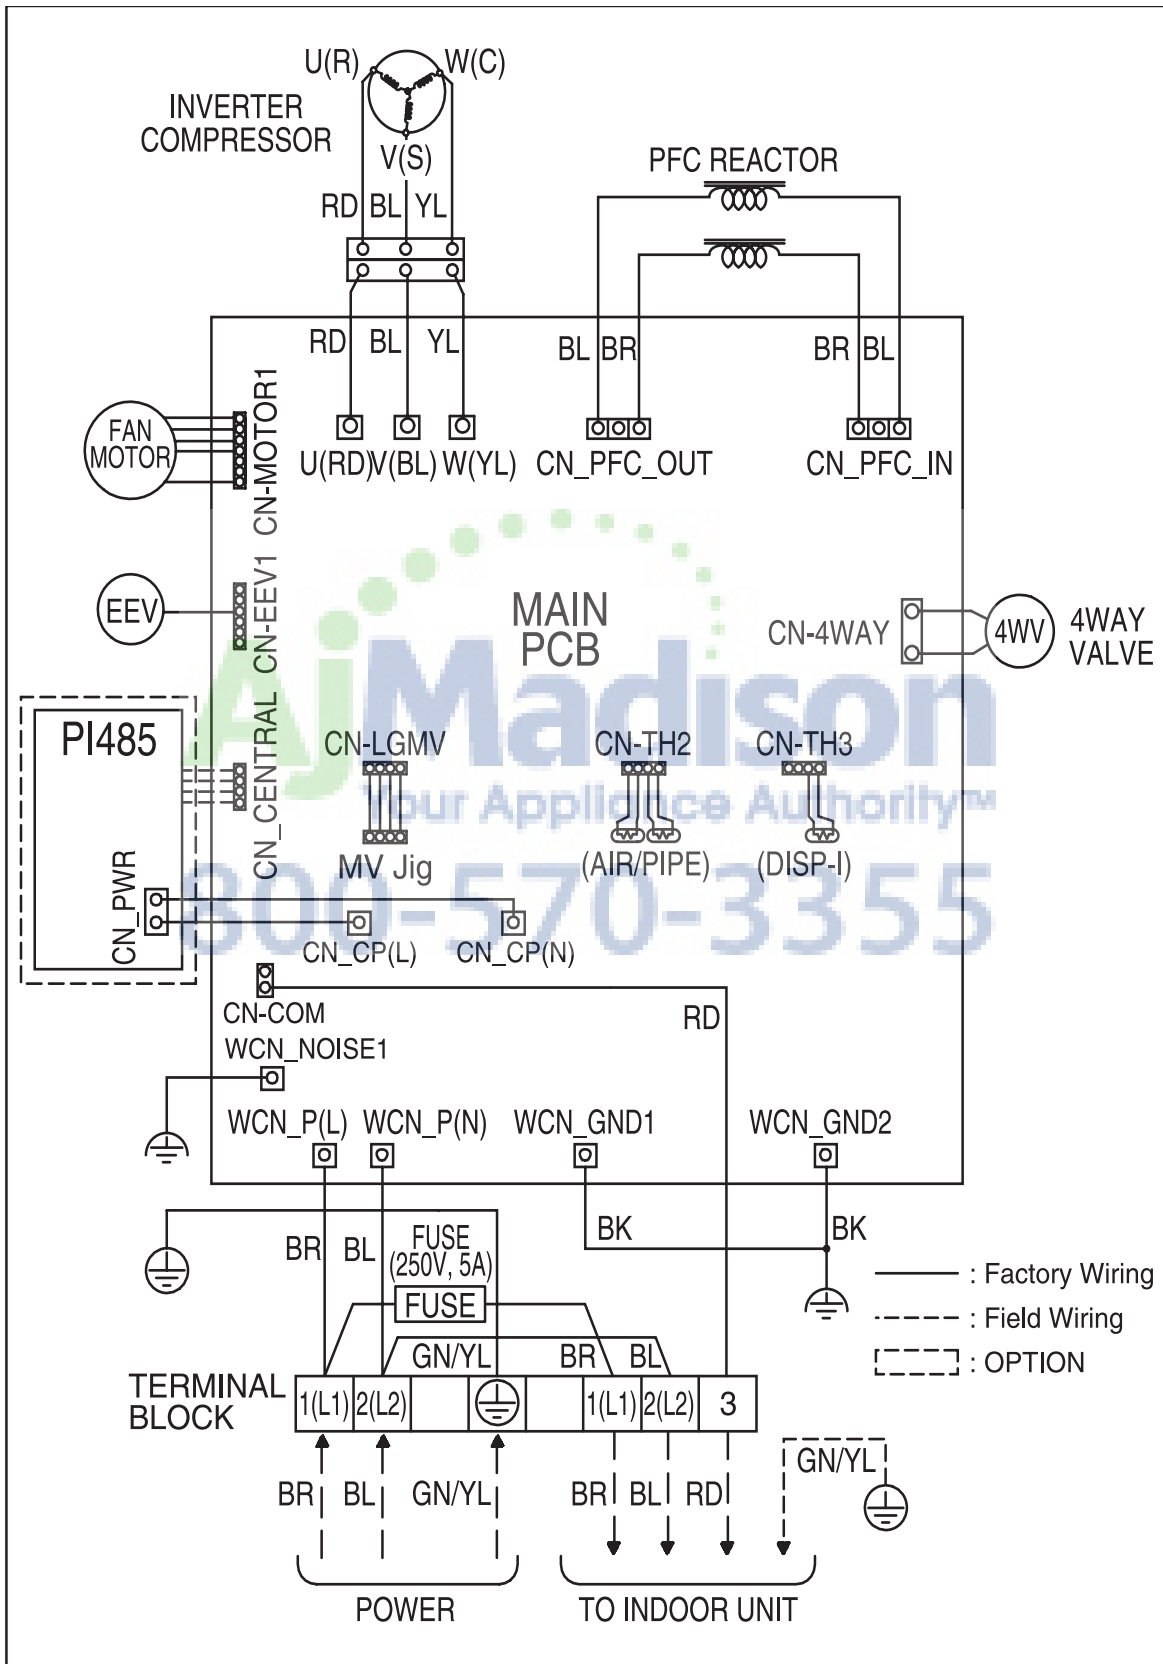 U(R) W(C)
INVERTER
COMPRESSOR
V(S)
PFC REACTOR
RD BL YL
RD BL YL
BL BR
BR BL
FAN
MOTOR
CN-MOTOR1
U(RD) V(BL) W(YL)
CN_PFC_OUT
CN_PFC_IN
EEV
CN-EEV1
MAIN
PCB
CN-4WAY
4WV
4WAY
VALVE
AjMadison
Your Appliance Authority™
800-570-3355
PI485
CN_CENTRAL
CN-LGMV
MV Jig
CN-TH2
(AIR/PIPE)
CN-TH3
(DISP-I)
CN_PWR
CN_CP(L)
CN_CP(N)
CN-COM
RD
WCN_NOISE1
WCN_P(L) WCN_P(N) WCN_GND1 WCN_GND2
BR BL
FUSE
(250V, 5A)
FUSE
BK BK
GN/YL BR BL
: Factory Wiring
: Field Wiring
: OPTION
TERMINAL
BLOCK
1(L1) 2(L2) 1(L1) 2(L2) 3
BR BL GN/YL BR BL RD GN/YL
POWER
TO INDOOR UNIT